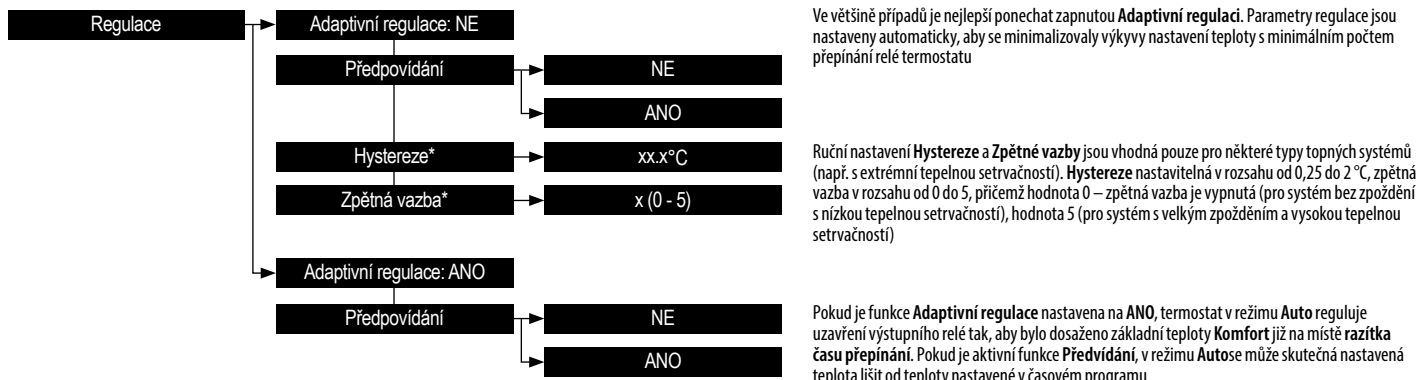 Regulace
Adaptivní regulace: NE
Předpovídání
NE
ANO
Hystereze*
xx.x°C
Zpětná vazba*
x (0 - 5)
Adaptivní regulace: ANO
Předpovídání
NE
ANO
Ve většině případů je nejlepší ponechat zapnutou Adaptivní regulaci. Parametry regulace jsou
nastaveny automaticky, aby se minimalizovaly výkyvy nastavení teploty s minimálním počtem
přepínání relé termostatu
Ruční nastavení Hystereze a Zpětné vazby jsou vhodná pouze pro některé typy topných systémů
(např. s extrémní tepelnou setrvačností). Hystereze nastavitelná v rozsahu od 0,25 do 2 °C, zpětná
vazba v rozsahu od 0 do 5, přičemž hodnota 0 – zpětná vazba je vypnutá (pro systém bez zpoždění
s nízkou tepelnou setrvačností), hodnota 5 (pro systém s velkým zpožděním a vysokou tepelnou
setrvačností)
Pokud je funkce Adaptivní regulace nastavena na ANO, termostat v režimu Auto reguluje
uzavření výstupního relé tak, aby bylo dosaženo základní teploty Komfort již na místě razítka
času přepínání. Pokud je aktivní funkce Předvídání, v režimu Autose může skutečná nastavená
teplota lišit od teploty nastavené v časovém programu